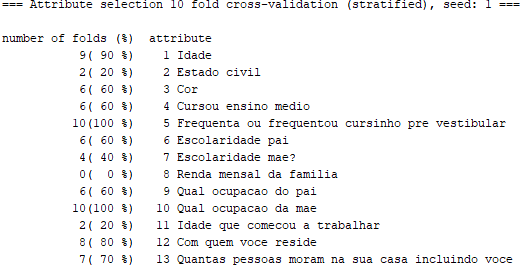 === Attribute selection 10 fold cross-validation (stratified), seed: 1 ===
number of folds (%)  attribute
9( 90 %)    1 Idade
2( 20 %)    2 Estado civil
6( 60 %)    3 Cor
6( 60 %)    4 Cursou ensino medio
10(100 %)    5 Frequenta ou frequentou cursinho pre vestibular
6( 60 %)    6 Escolaridade pai
4( 40 %)    7 Escolaridade mae?
0(  0 %)    8 Renda mensal da familia
6( 60 %)    9 Qual ocupacao do pai
10(100 %)   10 Qual ocupacao da mae
2( 20 %)   11 Idade que comecou a trabalhar
8( 80 %)   12 Com quem voce reside
7( 70 %)   13 Quantas pessoas moram na sua casa incluindo voce